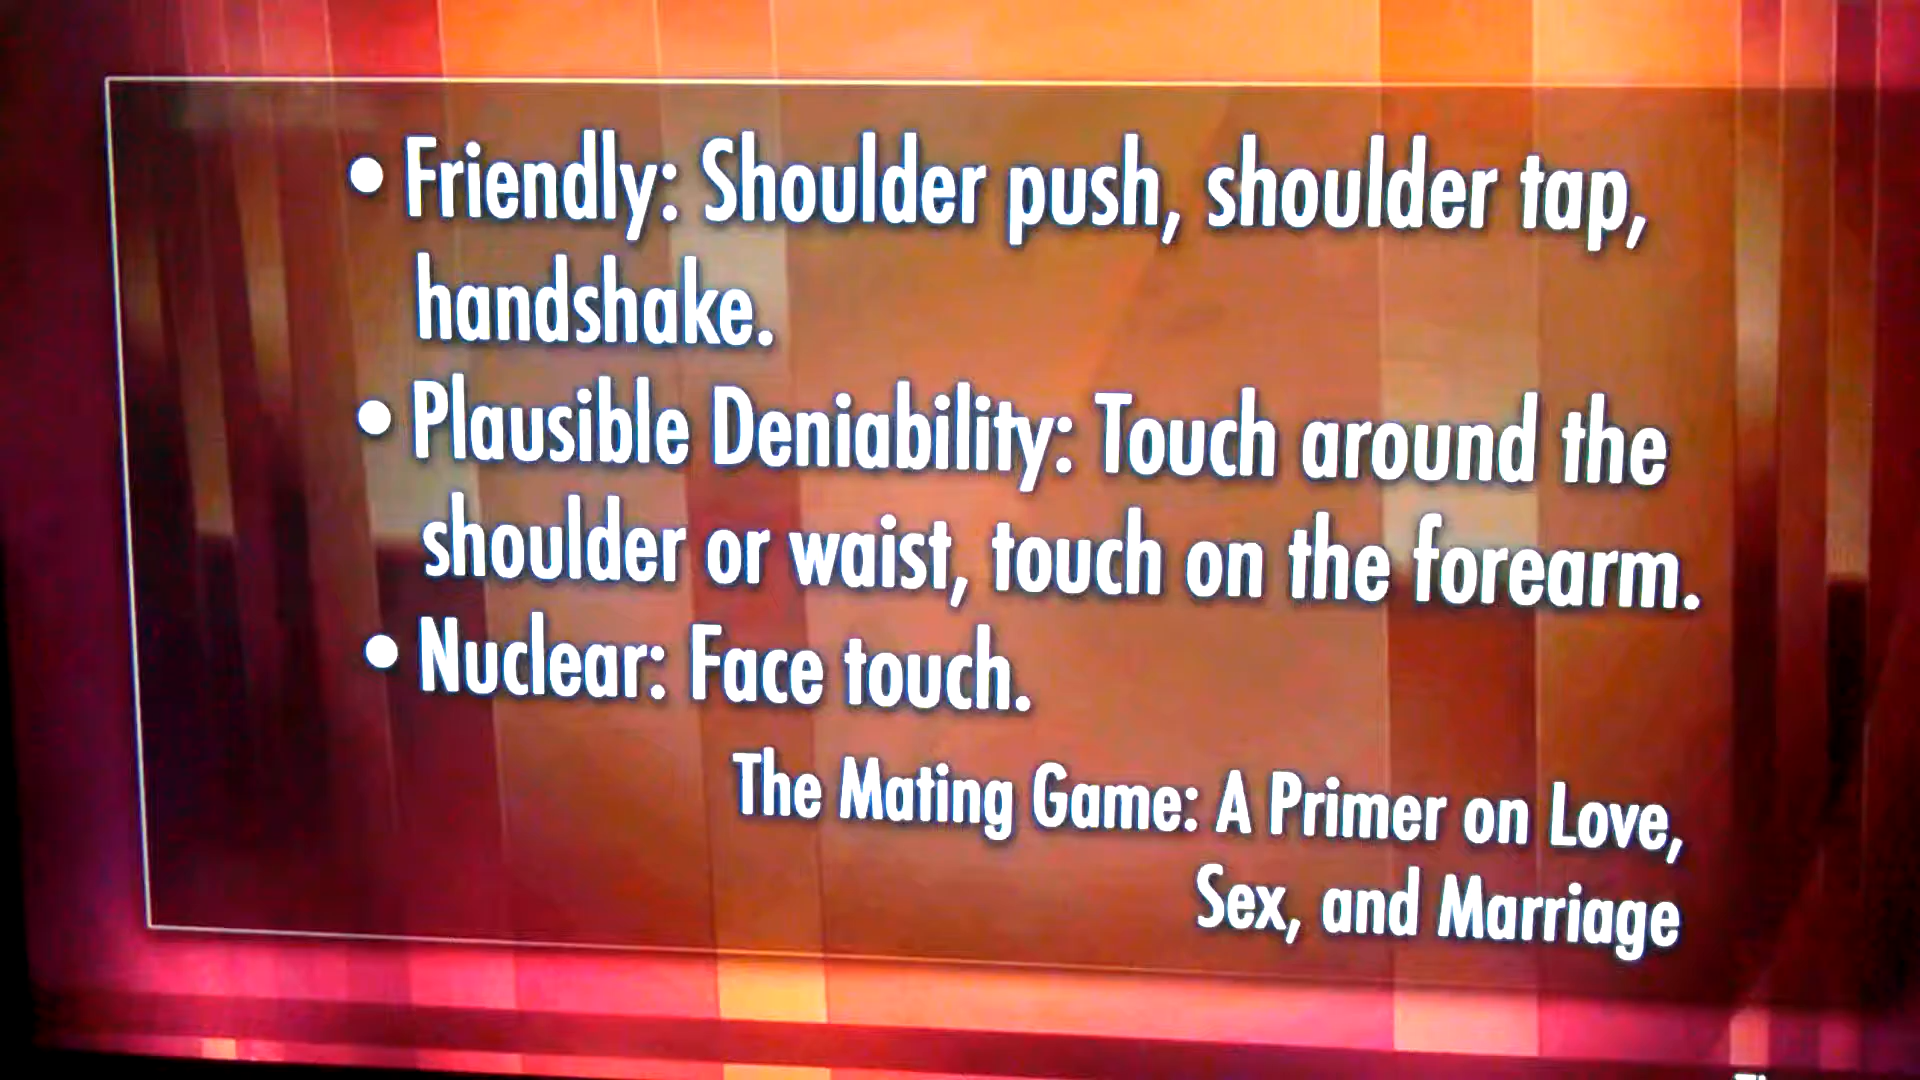 • Friendly: Shoulder push, shoulder tap,
handshake.
• Plausible Deniability: Touch around the
shoulder or waist, touch on the forearm.
• Nuclear: Face touch.
The Mating Game: A Primer on Love,
Sex, and Marriage